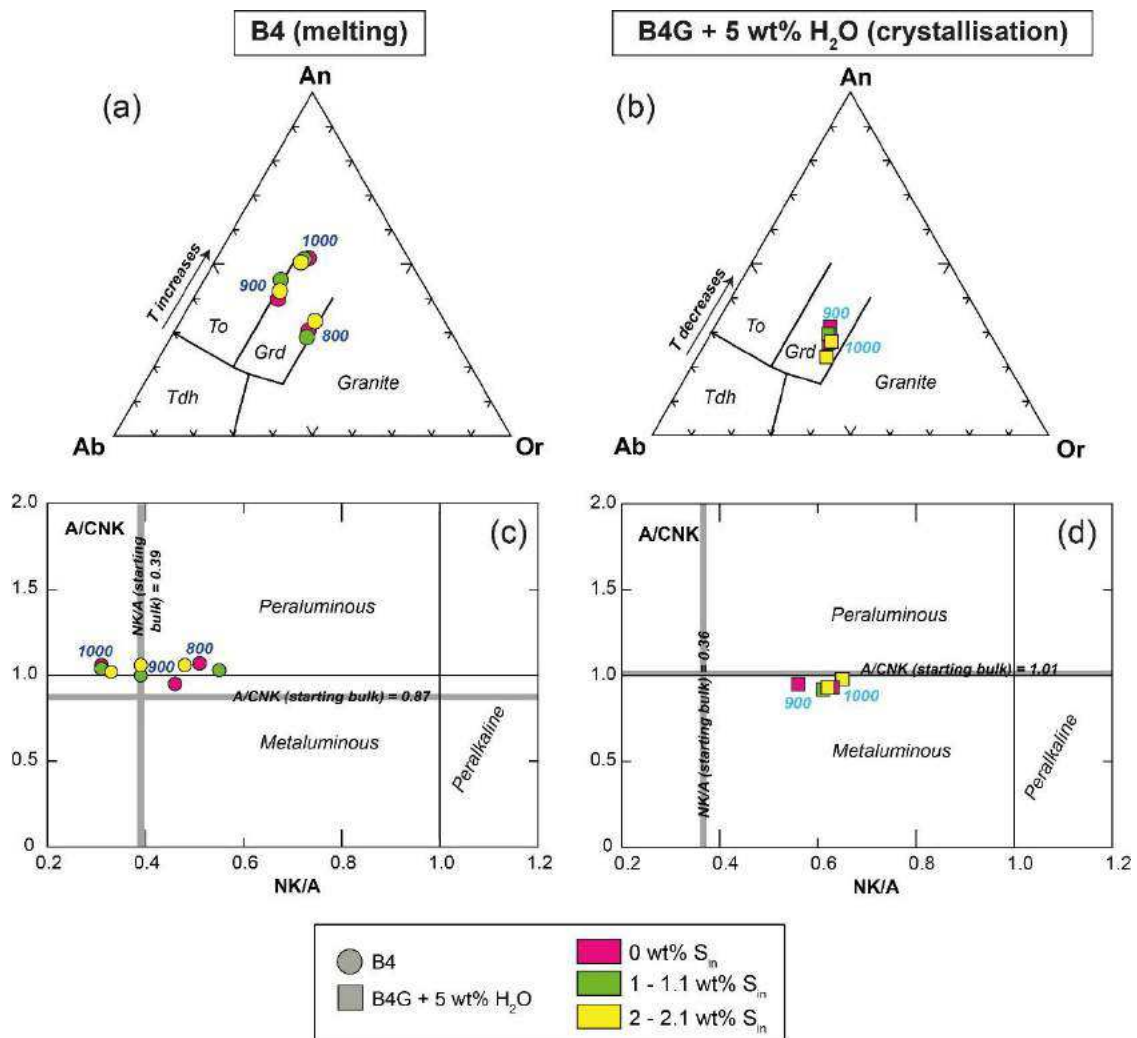 B4 (melting)
B4G + 5 wt% H₂O (crystallisation)
(a)
An
T increases
1000
900
800
To
Grd
Tdh
Granite
Ab
Or
(b)
An
T decreases
900
1000
To
Grd
Tdh
Granite
Ab
Or
(c)
A/CNK
2.0
1.5
1.0
0.5
0
NK/A (starting
bulk) = 0.39
Peraluminous
1000
900
800
A/CNK (starting bulk) = 0.87
Metaluminous
Peralkaline
0.2 0.4 0.6 0.8 1.0 1.2
NK/A
(d)
A/CNK
2.0
1.5
1.0
0.5
0
NK/A (starting bulk) = 0.36
Peraluminous
A/CNK (starting bulk) = 1.01
900
1000
Metaluminous
Peralkaline
0.2 0.4 0.6 0.8 1.0 1.2
NK/A
B4
B4G + 5 wt% H₂O
0 wt% Sᵢₙ
1 - 1.1 wt% Sᵢₙ
2 - 2.1 wt% Sᵢₙ